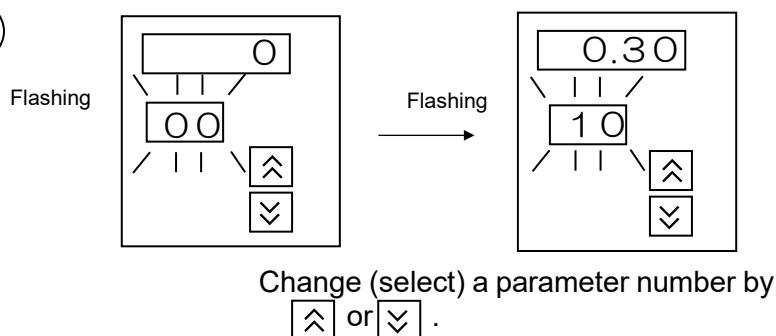 0
0.30
Flashing
Flashing
00
10
Change (select) a parameter number by
or .